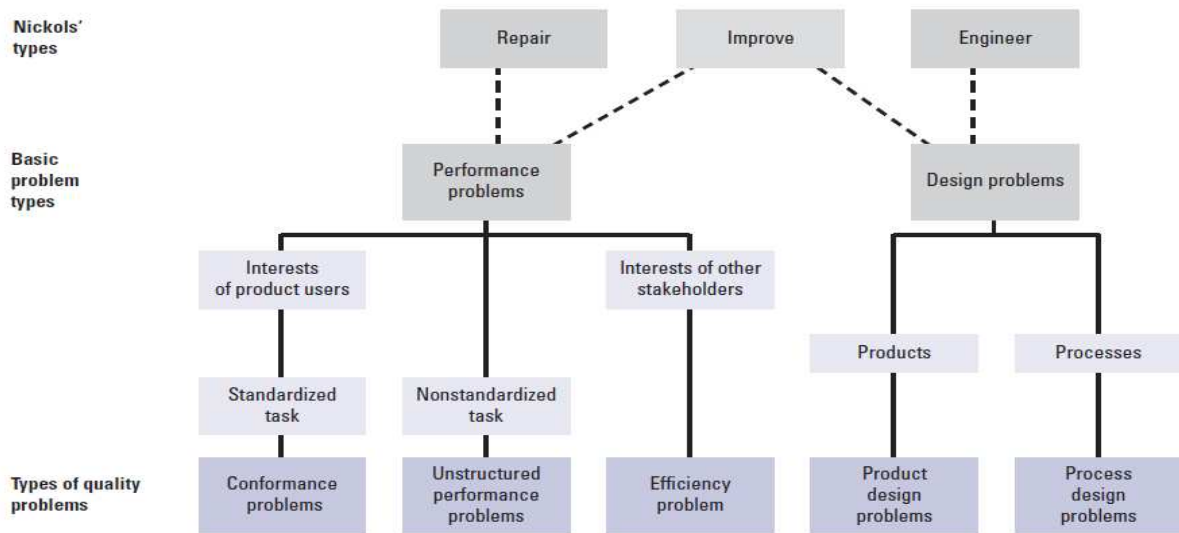 Nickols'
types
Repair
Improve
Engineer
Basic
problem
types
Performance
problems
Design problems
Interests
of product users
Interests of other
stakeholders
Products
Processes
Standardized
task
Nonstandardized
task
Types of quality
problems
Conformance
problems
Unstructured
performance
problems
Efficiency
problem
Product
design
problems
Process
design
problems